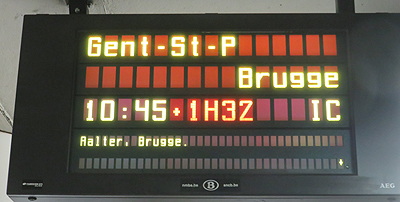 Gent-St-P
Brugge
10:45+1H32 IC
Aalter, Brugge.
B
AEG